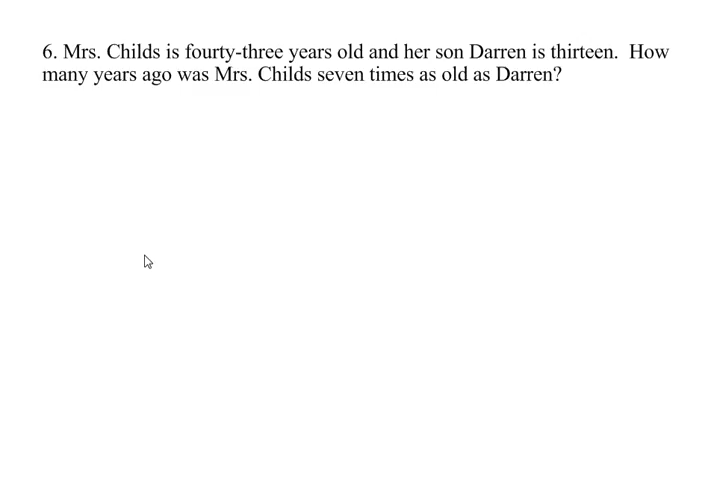 6. Mrs. Childs is fourty-three years old and her son Darren is thirteen.  How
many years ago was Mrs. Childs seven times as old as Darren?